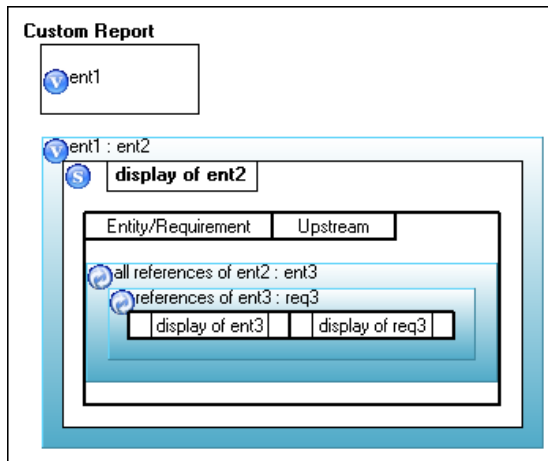 Custom Report
V ent1
V ent1 : ent2
S display of ent2
Entity/Requirement Upstream
all references of ent2 : ent3
references of ent3 : req3
display of ent3 display of req3